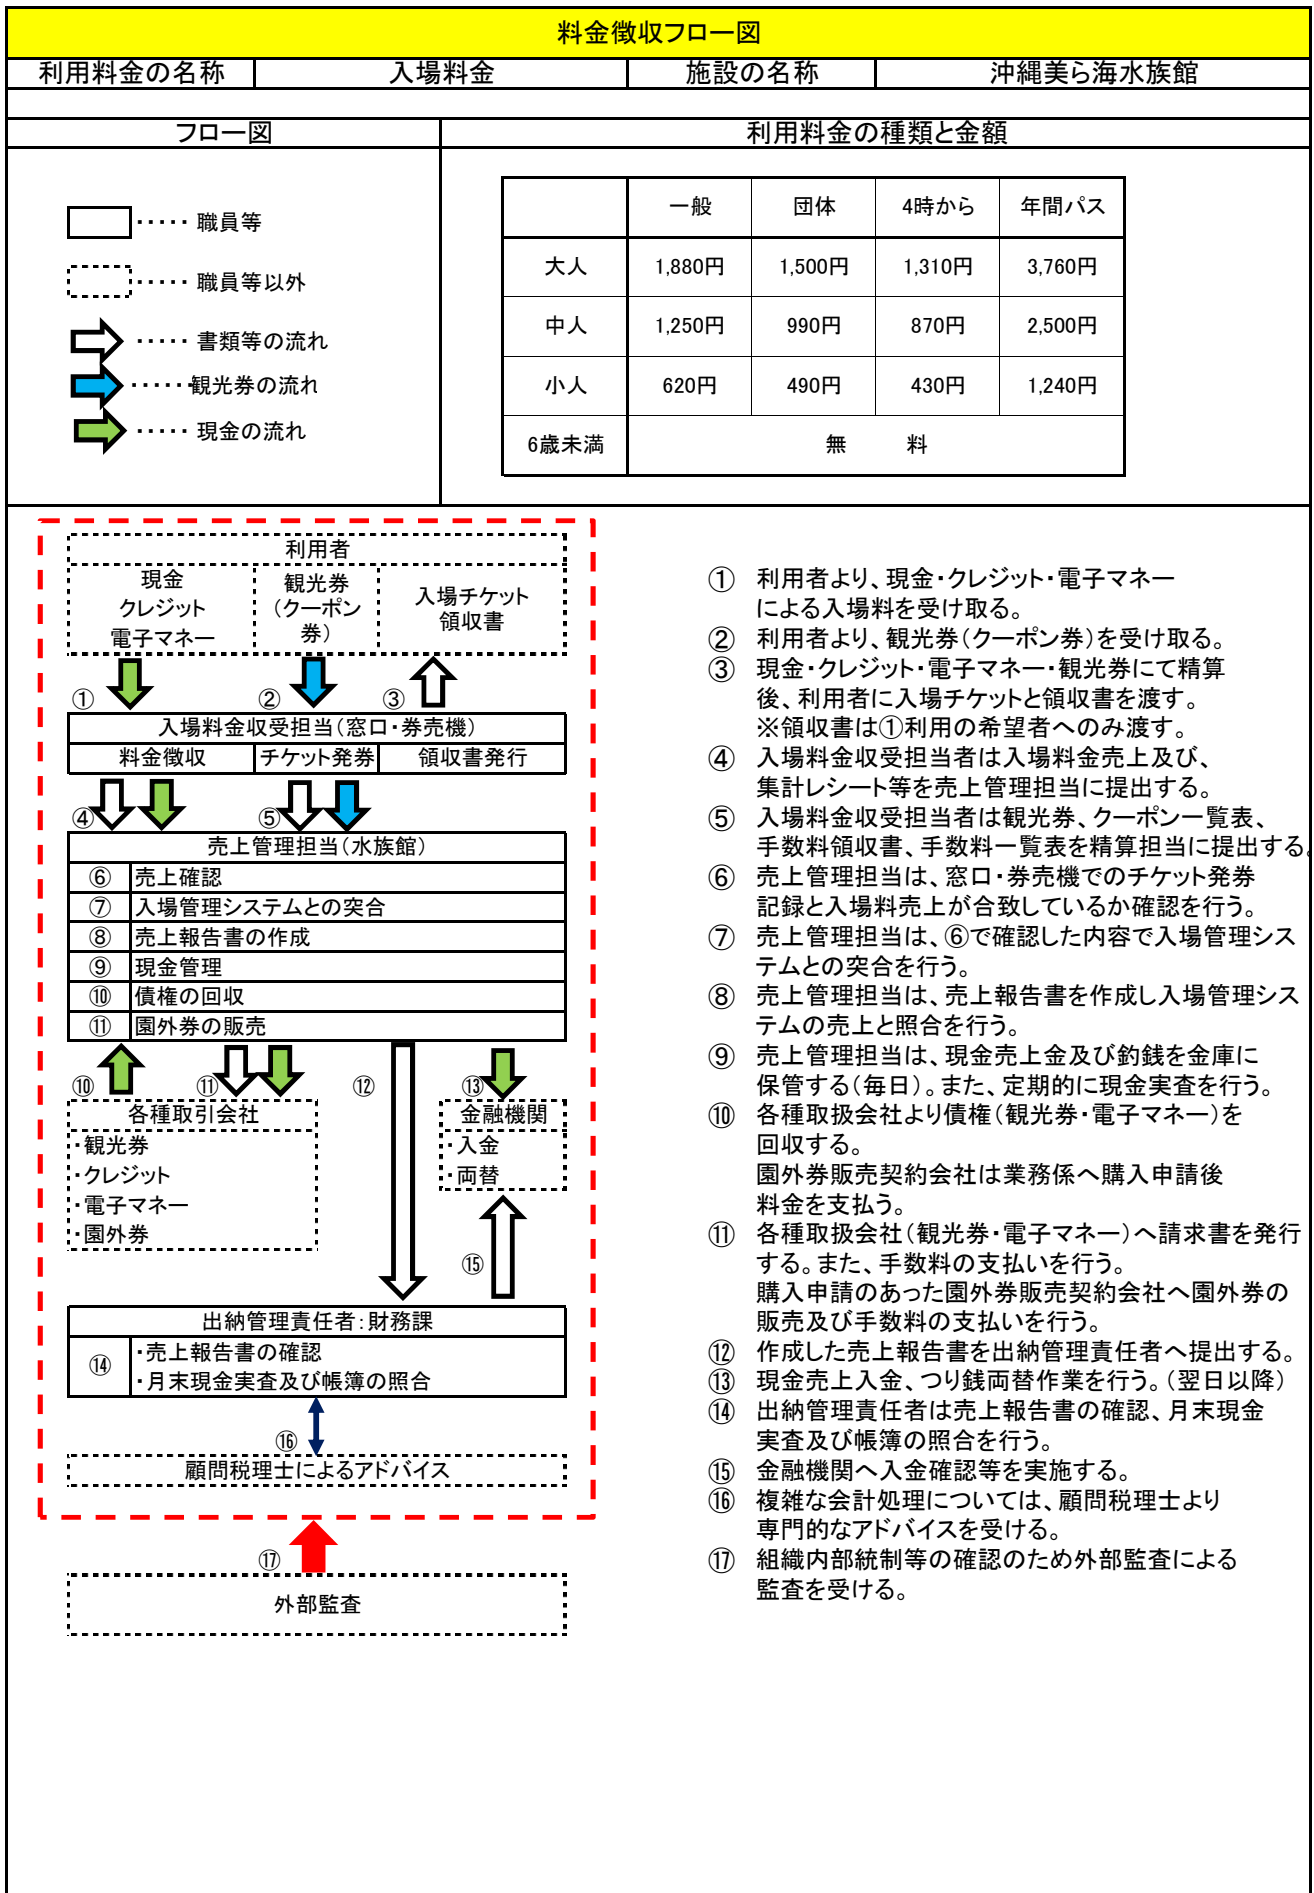 料金徴収フロー図
利用料金の名称 入場料金 施設の名称 沖縄美ら海水族館
フロー図 利用料金の種類と金額
・・・・・ 職員等
・・・・・ 職員等以外
・・・・・ 書類等の流れ
・・・・・・観光券の流れ
・・・・・ 現金の流れ
一般 団体 4時から 年間パス
大人 1,880円 1,500円 1,310円 3,760円
中人 1,250円 990円 870円 2,500円
小人 620円 490円 430円 1,240円
6歳未満 無 料
利用者
現金
クレジット
電子マネー
観光券
(クーポン
券)
入場チケット
領収書
① ② ③
入場料金収受担当(窓口・券売機)
料金徴収 チケット発券 領収書発行
④ ⑤
売上管理担当(水族館)
⑥ 売上確認
⑦ 入場管理システムとの突合
⑧ 売上報告書の作成
⑨ 現金管理
⑩ 債権の回収
⑪ 園外券の販売
⑩ ⑪ ⑫ ⑬
各種取引会社
・観光券
・クレジット
・電子マネー
・園外券
金融機関
・入金
・両替
⑮
出納管理責任者:財務課
⑭ ・売上報告書の確認
・月末現金実査及び帳簿の照合
⑯
顧問税理士によるアドバイス
⑰
外部監査
① 利用者より、現金・クレジット・電子マネー
による入場料を受け取る。
② 利用者より、観光券(クーポン券)を受け取る。
③ 現金・クレジット・電子マネー・観光券にて精算
後、利用者に入場チケットと領収書を渡す。
※領収書は①利用の希望者へのみ渡す。
④ 入場料金収受担当者は入場料金売上及び、
集計レシート等を売上管理担当に提出する。
⑤ 入場料金収受担当者は観光券、クーポン一覧表、
手数料領収書、手数料一覧表を精算担当に提出する。
⑥ 売上管理担当は、窓口・券売機でのチケット発券
記録と入場料売上が合致しているか確認を行う。
⑦ 売上管理担当は、⑥で確認した内容で入場管理シス
テムとの突合を行う。
⑧ 売上管理担当は、売上報告書を作成し入場管理シス
テムの売上と照合を行う。
⑨ 売上管理担当は、現金売上金及び釣銭を金庫に
保管する(毎日)。また、定期的に現金実査を行う。
⑩ 各種取扱会社より債権(観光券・電子マネー)を
回収する。
園外券販売契約会社は業務係へ購入申請後
料金を支払う。
⑪ 各種取扱会社(観光券・電子マネー)へ請求書を発行
する。また、手数料の支払いを行う。
購入申請のあった園外券販売契約会社へ園外券の
販売及び手数料の支払いを行う。
⑫ 作成した売上報告書を出納管理責任者へ提出する。
⑬ 現金売上入金、つり銭両替作業を行う。(翌日以降)
⑭ 出納管理責任者は売上報告書の確認、月末現金
実査及び帳簿の照合を行う。
⑮ 金融機関へ入金確認等を実施する。
⑯ 複雑な会計処理については、顧問税理士より
専門的なアドバイスを受ける。
⑰ 組織内部統制等の確認のため外部監査による
監査を受ける。